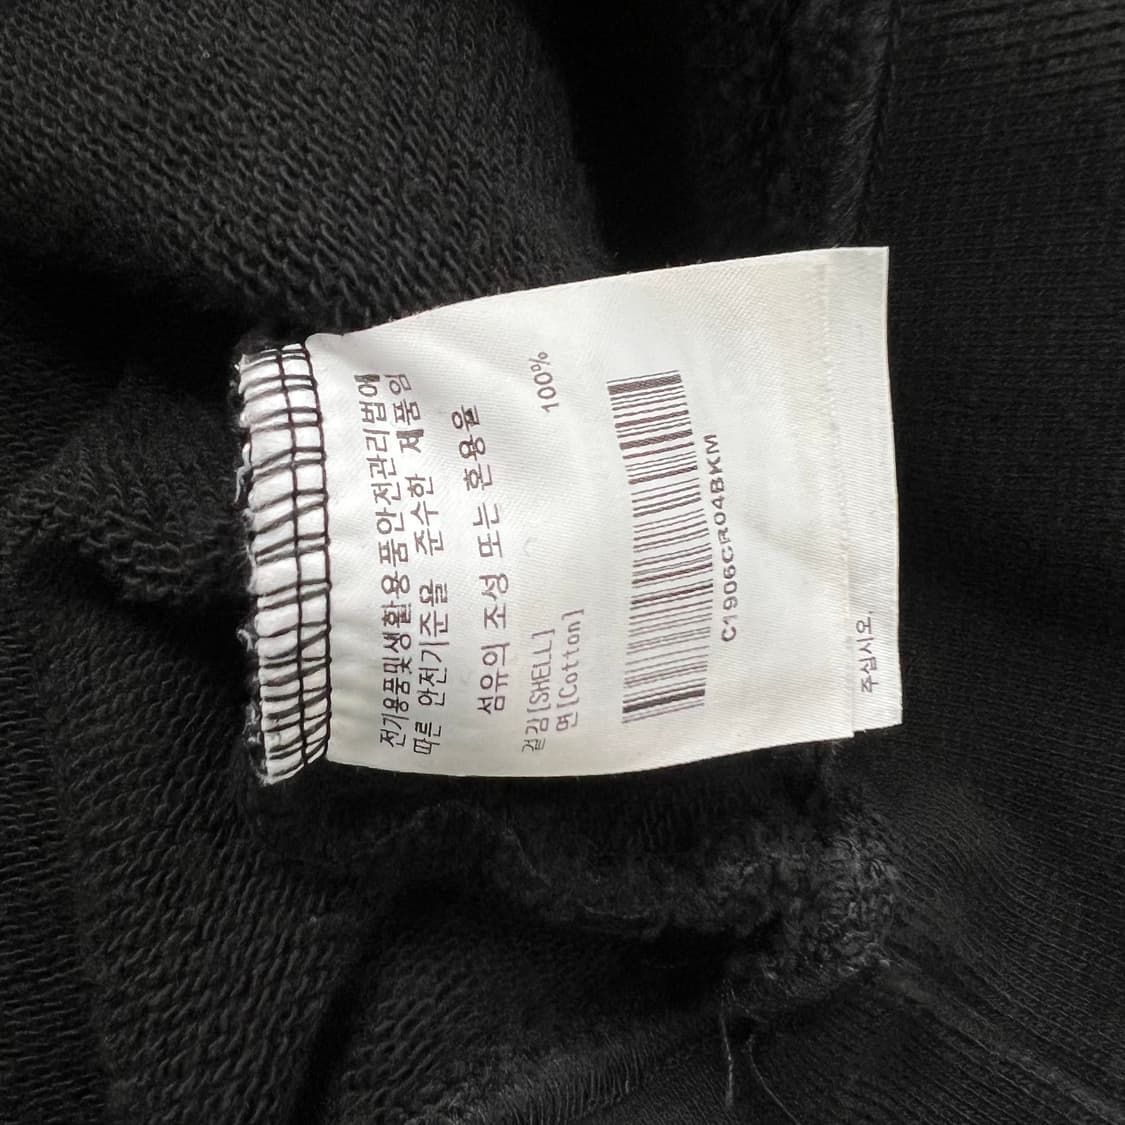 전기용품및생활용품안전관리법에
따른 안전기준을 준수한 제품임
섬유의 조성 또는 혼용율
겉감[SHELL]
면[Cotton] 100%
C1906CR04BKM
주십시오.